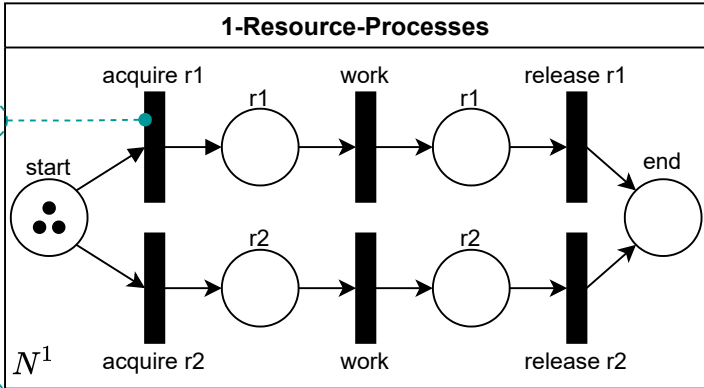 1-Resource-Processes
acquire r1
work
release r1
r1
r1
start
end
r2
r2
acquire r2
work
release r2
N¹